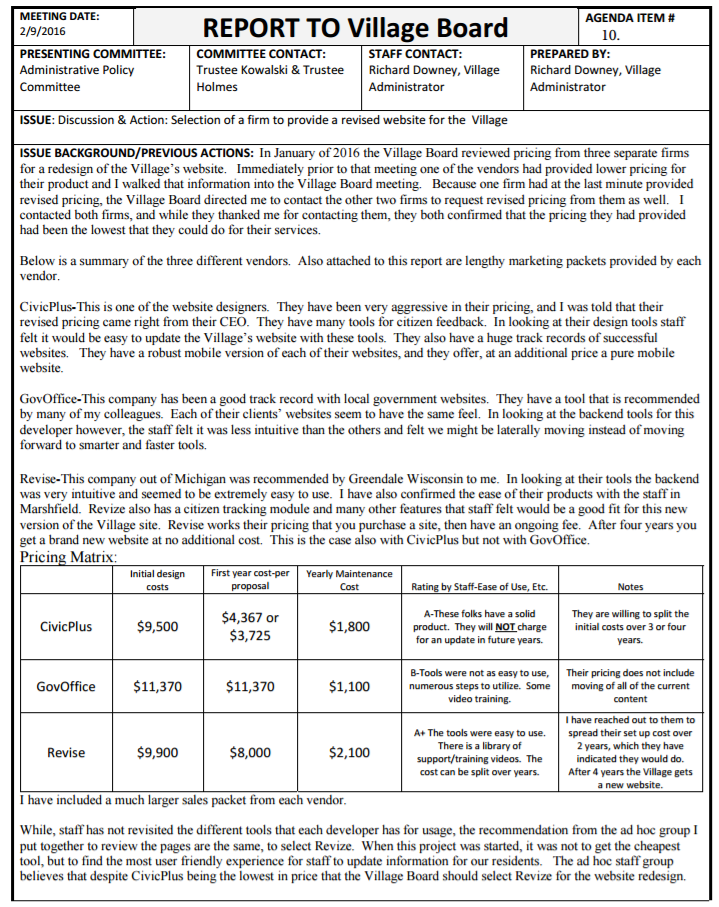 MEETING DATE:
2/9/2016
REPORT TO Village Board
AGENDA ITEM #
10.
PRESENTING COMMITTEE:
Administrative Policy
Committee
COMMITTEE CONTACT:
Trustee Kowalski & Trustee
Holmes
STAFF CONTACT:
Richard Downey, Village
Administrator
PREPARED BY:
Richard Downey, Village
Administrator
ISSUE: Discussion & Action: Selection of a firm to provide a revised website for the Village
ISSUE BACKGROUND/PREVIOUS ACTIONS: In January of 2016 the Village Board reviewed pricing from three separate firms
for a redesign of the Village's website. Immediately prior to that meeting one of the vendors had provided lower pricing for
their product and I walked that information into the Village Board meeting. Because one firm had at the last minute provided
revised pricing, the Village Board directed me to contact the other two firms to request revised pricing from them as well. I
contacted both firms, and while they thanked me for contacting them, they both confirmed that the pricing they had provided
had been the lowest that they could do for their services.
Below is a summary of the three different vendors. Also attached to this report are lengthy marketing packets provided by each
vendor.
CivicPlus-This is one of the website designers. They have been very aggressive in their pricing, and I was told that their
revised pricing came right from their CEO. They have many tools for citizen feedback. In looking at their design tools staff
felt it would be easy to update the Village's website with these tools. They also have a huge track records of successful
websites. They have a robust mobile version of each of their websites, and they offer, at an additional price a pure mobile
website.
GovOffice-This company has been a good track record with local government websites. They have a tool that is recommended
by many of my colleagues. Each of their clients' websites seem to have the same feel. In looking at the backend tools for this
developer however, the staff felt it was less intuitive than the others and felt we might be laterally moving instead of moving
forward to smarter and faster tools.
Revise-This company out of Michigan was recommended by Greendale Wisconsin to me. In looking at their tools the backend
was very intuitive and seemed to be extremely easy to use. I have also confirmed the ease of their products with the staff in
Marshfield. Revize also has a citizen tracking module and many other features that staff felt would be a good fit for this new
version of the Village site. Revise works their pricing that you purchase a site, then have an ongoing fee. After four years you
get a brand new website at no additional cost. This is the case also with CivicPlus but not with GovOffice.
Pricing Matrix:
Initial design
costs
First year cost-per
proposal
Yearly Maintenance
Cost
Rating by Staff-Ease of Use, Etc.
Notes
CivicPlus
$9,500
$4,367 or
$3,725
$1,800
A-These folks have a solid
product. They will NOT charge
for an update in future years.
They are willing to split the
initial costs over 3 or four
years.
GovOffice
$11,370
$11,370
$1,100
B-Tools were not as easy to use,
numerous steps to utilize. Some
video training.
Their pricing does not include
moving of all of the current
content
Revise
$9,900
$8,000
$2,100
A+ The tools were easy to use.
There is a library of
support/training videos. The
cost can be split over years.
I have reached out to them to
spread their set up cost over
2 years, which they have
indicated they would do.
After 4 years the Village gets
a new website.
I have included a much larger sales packet from each vendor.
While, staff has not revisited the different tools that each developer has for usage, the recommendation from the ad hoc group I
put together to review the pages are the same, to select Revize. When this project was started, it was not to get the cheapest
tool, but to find the most user friendly experience for staff to update information for our residents. The ad hoc staff group
believes that despite CivicPlus being the lowest in price that the Village Board should select Revize for the website redesign.